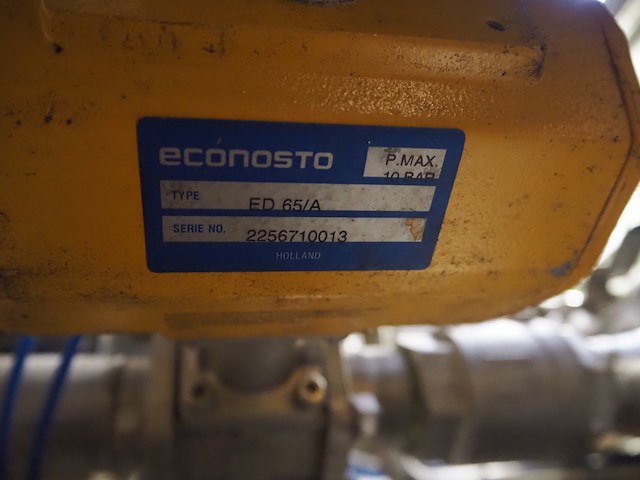 econosto
P.MAX.
10 BAR
TYPE ED 65/A
SERIE NO. 2256710013
HOLLAND